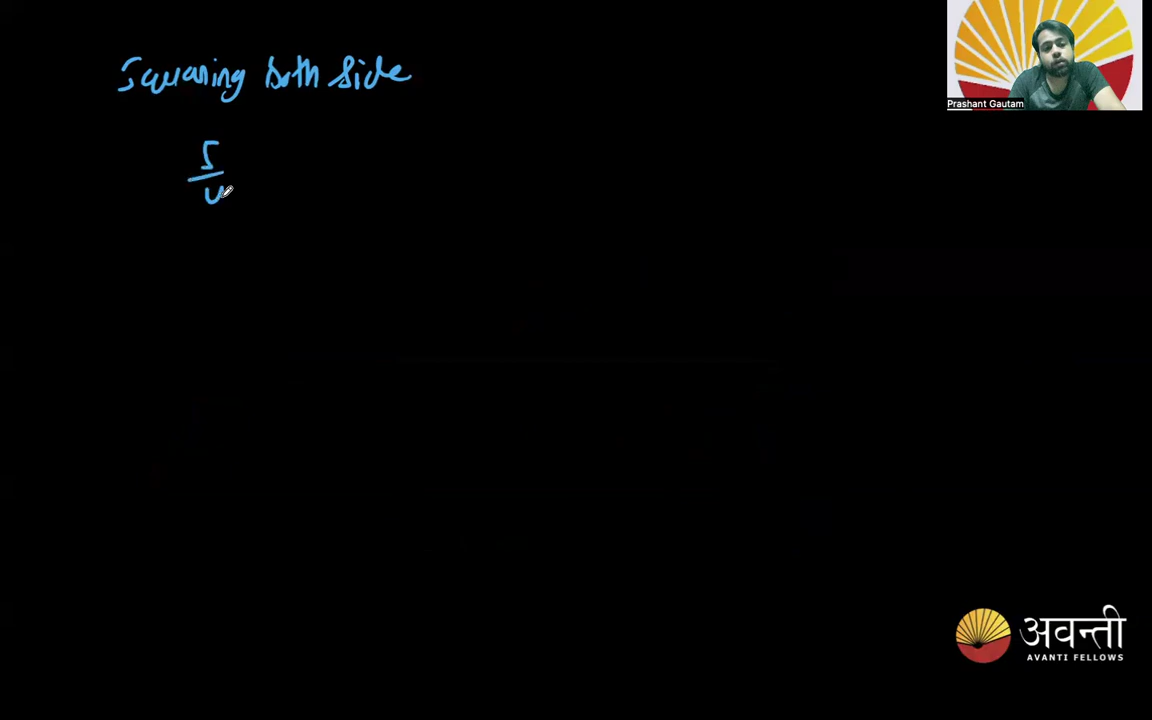 Squaring both side
Prashant Gautam
5
अवन्ती
AVANTI FELLOWS